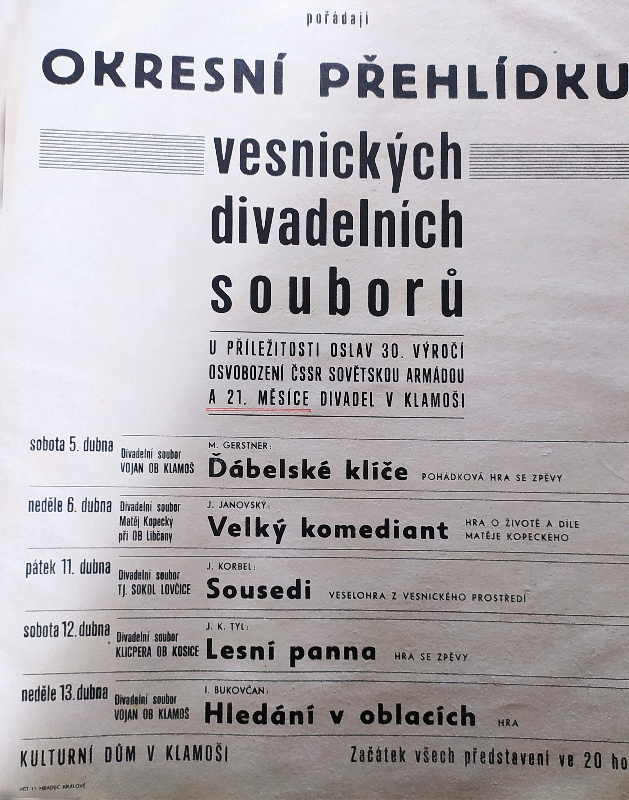 pořádají
OKRESNÍ PŘEHLÍDKU
vesnických
divadelních
souborů
U PŘÍLEŽITOSTI OSLAV 30. VÝROČÍ
OSVOBOZENÍ ČSSR SOVĚTSKOU ARMÁDOU
A 21. MĚSÍCE DIVADEL V KLAMOŠI
sobota 5. dubna
Divadelní soubor
VOJAN OB KLAMOŠ
M. GERSTNER:
Ďábelské klíče POHÁDKOVÁ HRA SE ZPĚVY
neděle 6. dubna
Divadelní soubor
Matěj Kopecký
při OB Libčany
J. JANOVSKÝ:
Velký komediant
HRA O ŽIVOTĚ A DÍLE
MATĚJE KOPECKÉHO
pátek 11. dubna
Divadelní soubor
TJ. SOKOL LOVČICE
J. KORBEL:
Sousedi VESELOHRA Z VESNICKÉHO PROSTŘEDÍ
sobota 12. dubna
Divadelní soubor
KLICPERA OB KOSICE
J. K. TYL:
Lesní panna HRA SE ZPĚVY
neděle 13. dubna
Divadelní soubor
VOJAN OB KLAMOŠ
I. BUKOVČAN:
Hledání v oblacích HRA
KULTURNÍ DŮM V KLAMOŠI
Začátek všech představení ve 20 ho
VCT 11 HRADEC KRÁLOVÉ